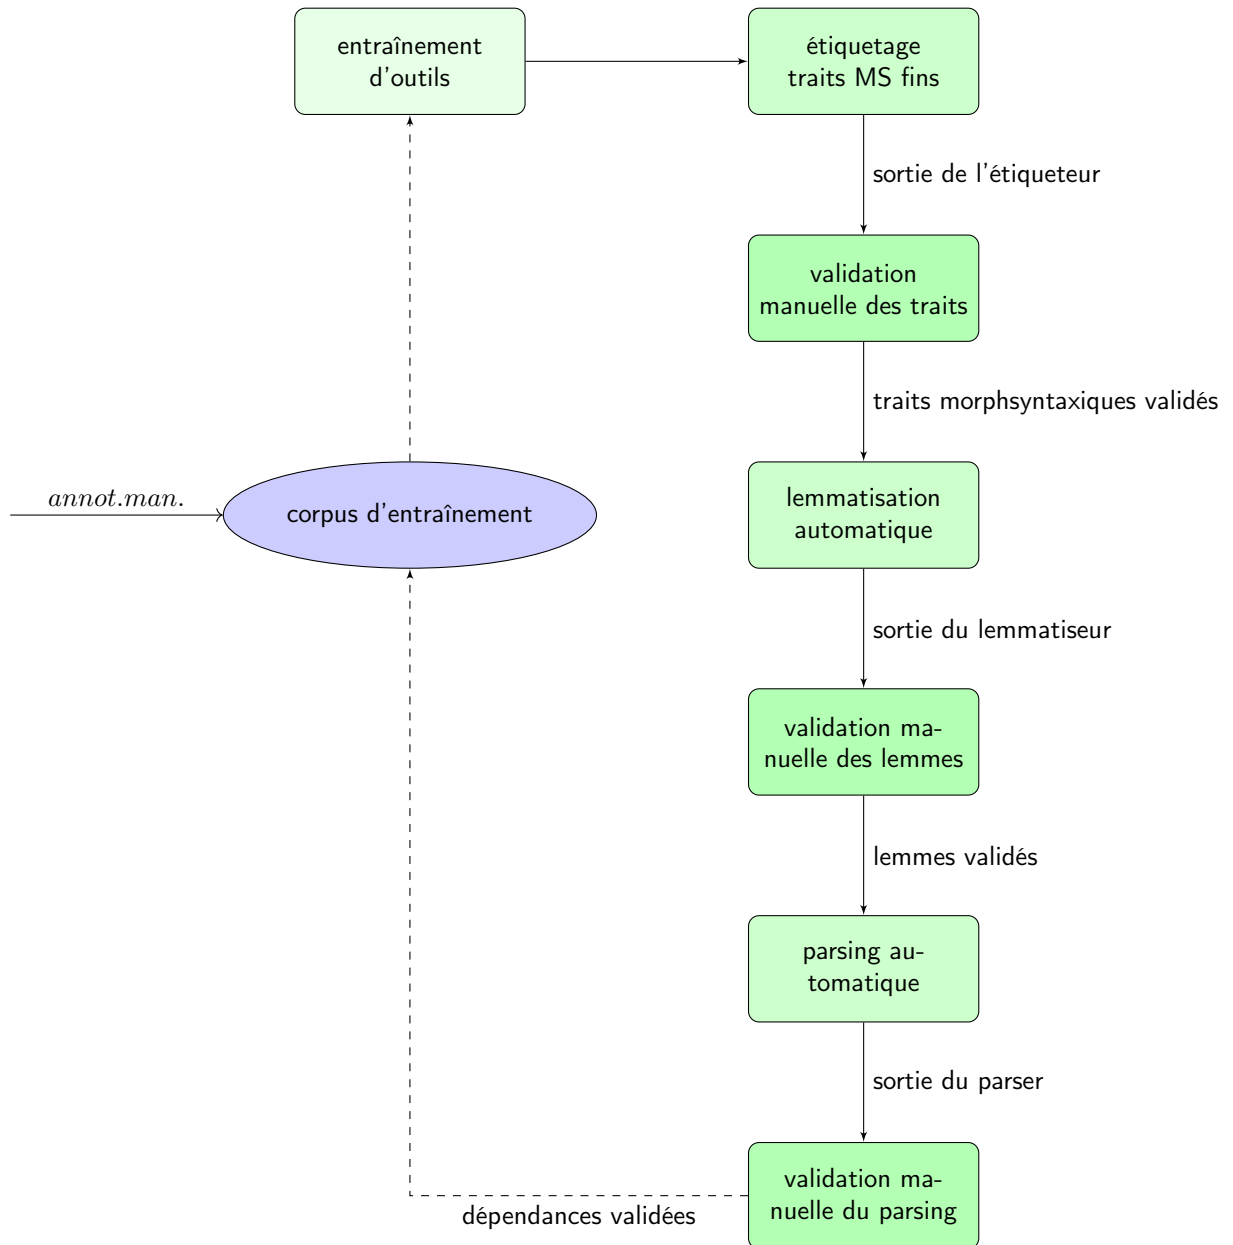 entraînement
d'outils
étiquetage
traits MS fins
sortie de l'étiqueteur
validation
manuelle des traits
traits morphsyntaxiques validés
annot.man.
corpus d'entraînement
lemmatisation
automatique
sortie du lemmatiseur
validation ma-
nuelle des lemmes
lemmes validés
parsing au-
tomatique
sortie du parser
validation ma-
nuelle du parsing
dépendances validées